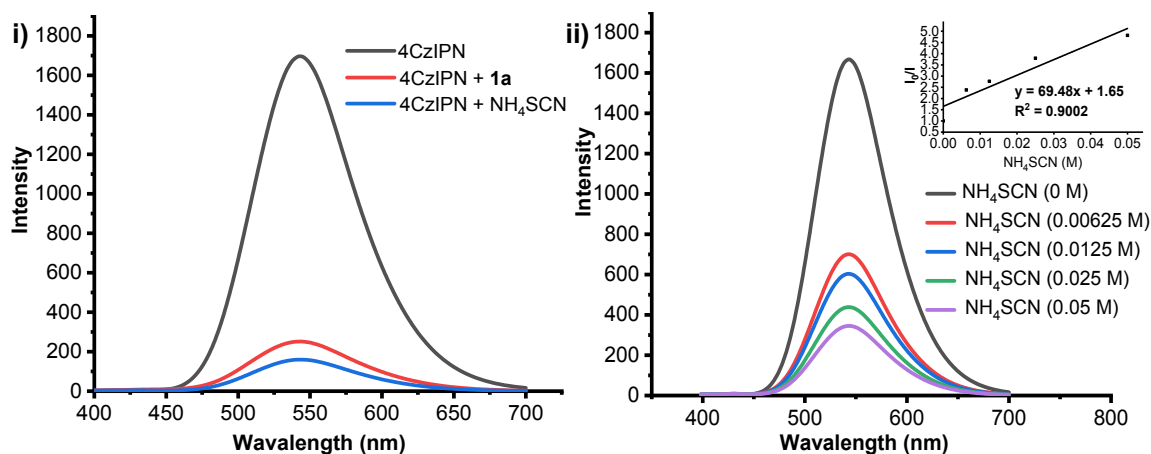 i)
1800
1600
1400
1200
1000
800
600
400
200
0
Intensity
400
450
500
550
600
650
700
Wavalength (nm)
4CzIPN
4CzIPN + 1a
4CzIPN + NH₄SCN
ii)
1800
1600
1400
1200
1000
800
600
400
200
0
Intensity
400
500
600
700
800
Wavalength (nm)
5.0
4.5
4.0
3.5
3.0
2.5
2.0
1.5
1.0
0.5
I₀/I
y = 69.48x + 1.65
R² = 0.9002
0.00 0.01 0.02 0.03 0.04 0.05
NH₄SCN (M)
NH₄SCN (0 M)
NH₄SCN (0.00625 M)
NH₄SCN (0.0125 M)
NH₄SCN (0.025 M)
NH₄SCN (0.05 M)